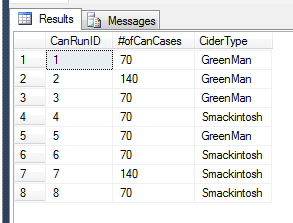 Results Messages
CanRunID #ofCanCases CiderType
1 1 70 GreenMan
2 2 140 GreenMan
3 3 70 GreenMan
4 4 70 Smackintosh
5 5 70 GreenMan
6 6 70 Smackintosh
7 7 140 Smackintosh
8 8 70 Smackintosh